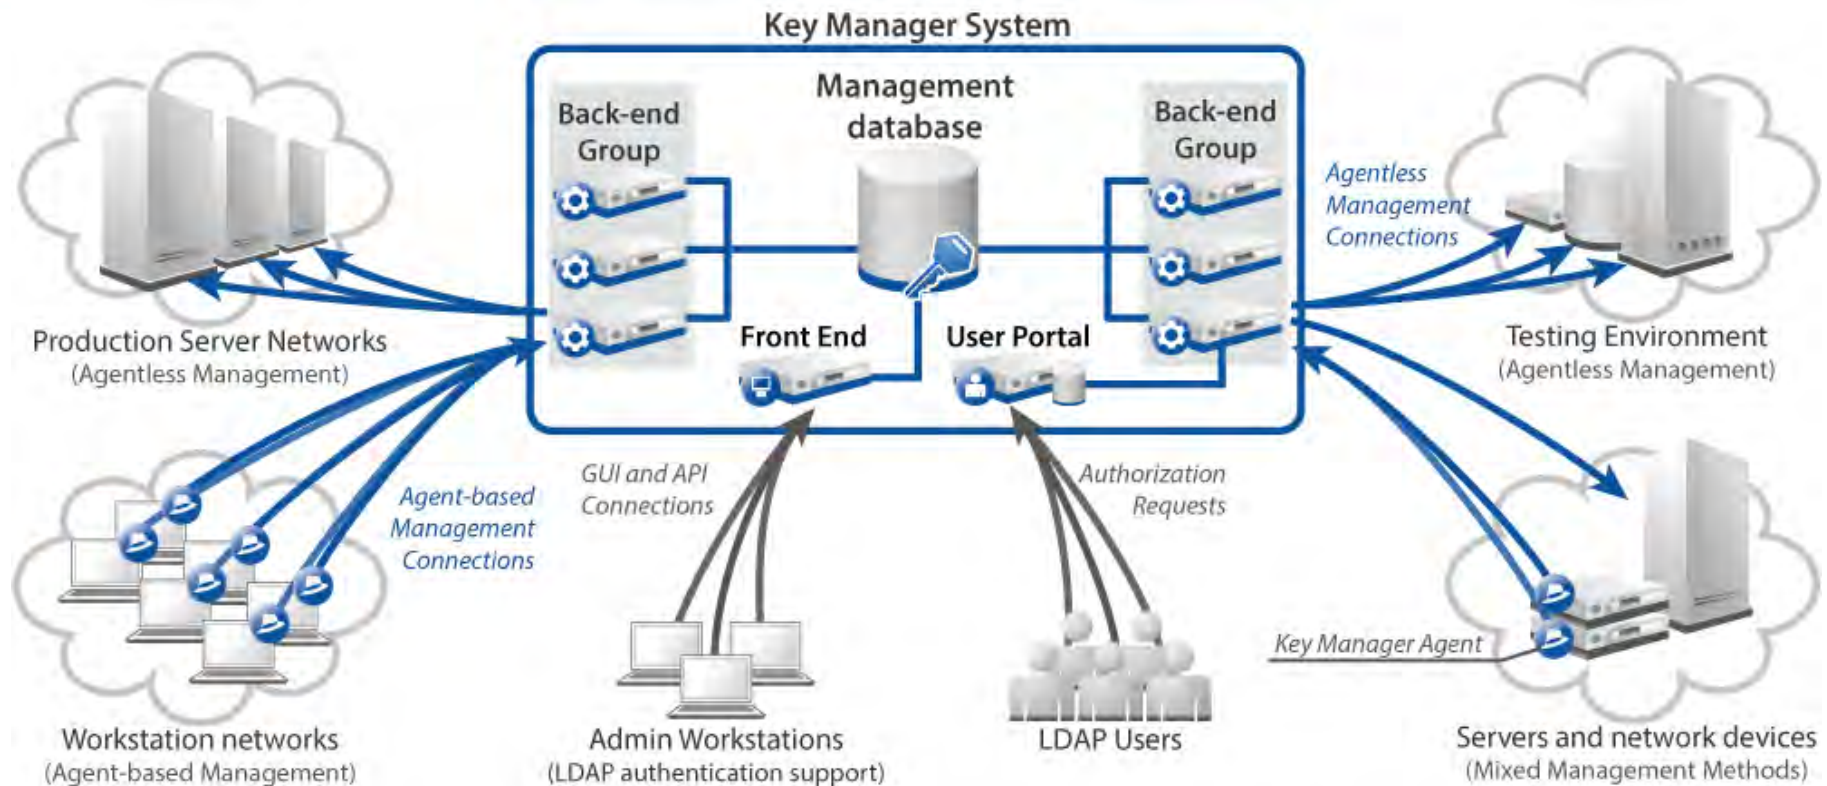 Key Manager System
Back-end
Group
Management
database
Back-end
Group
Agentless
Management
Connections
Front End
User Portal
Production Server Networks
(Agentless Management)
Testing Environment
(Agentless Management)
Agent-based
Management
Connections
GUI and API
Connections
Authorization
Requests
Key Manager Agent
Workstation networks
(Agent-based Management)
Admin Workstations
(LDAP authentication support)
LDAP Users
Servers and network devices
(Mixed Management Methods)